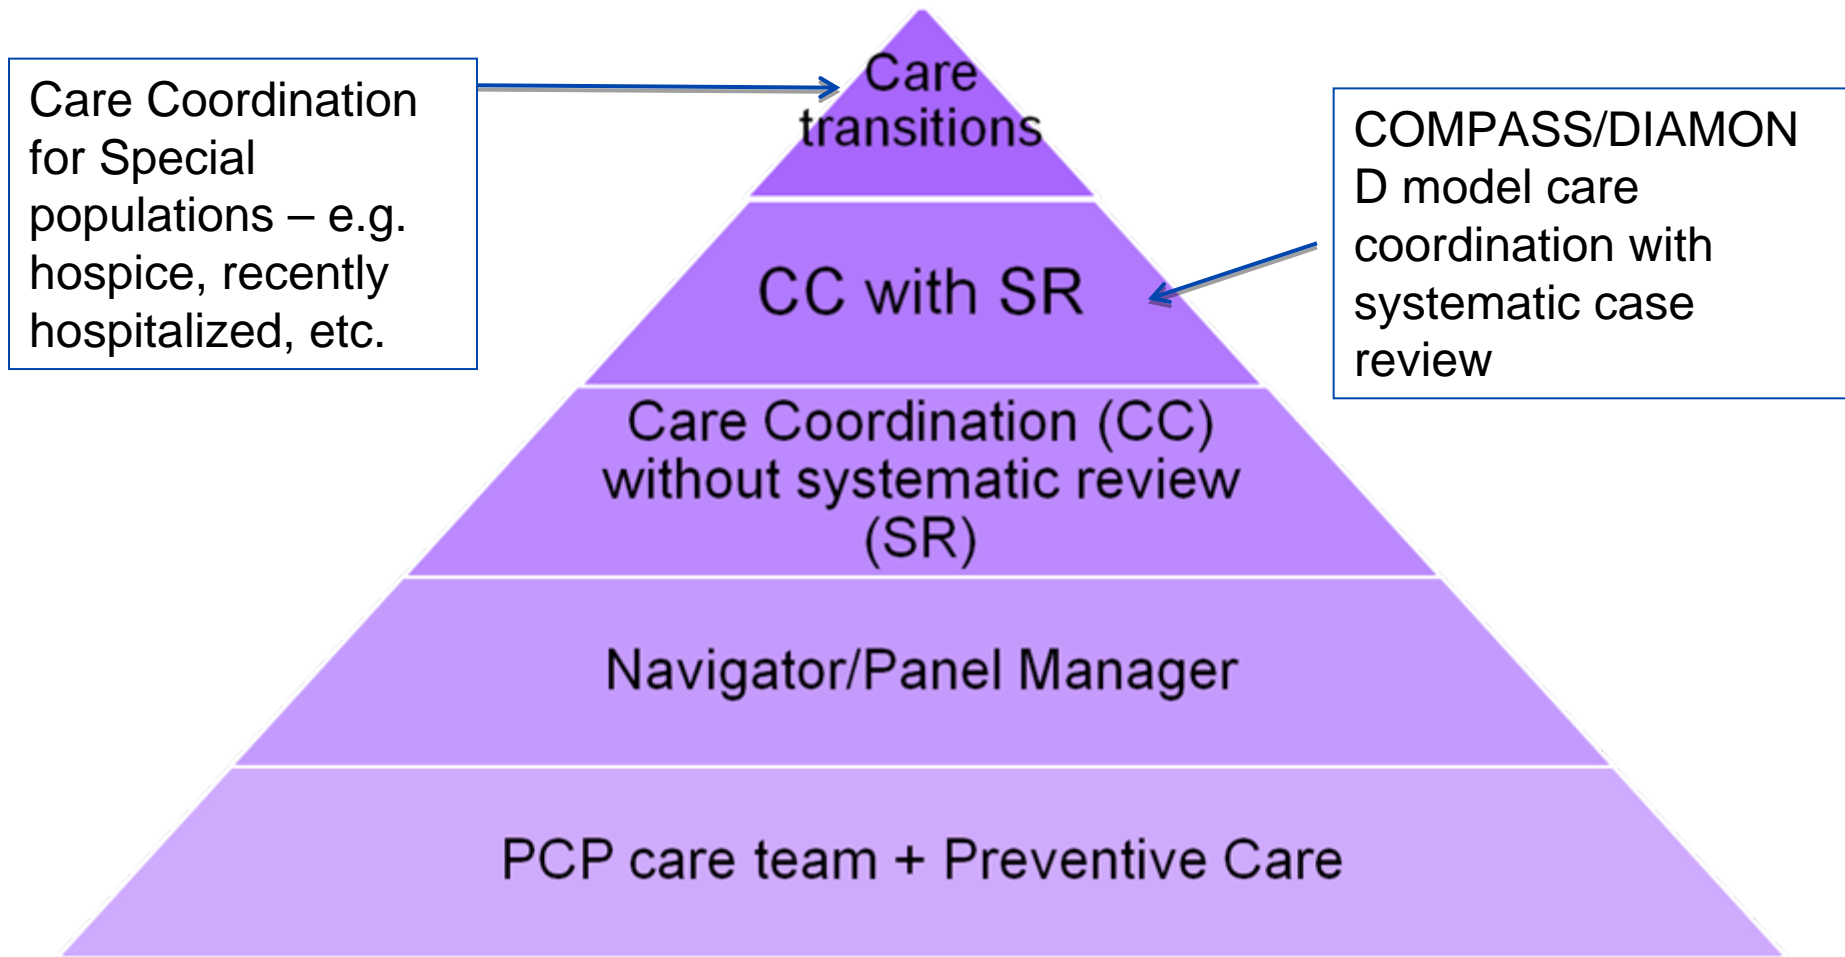 Care Coordination
for Special
populations – e.g.
hospice, recently
hospitalized, etc.
Care
transitions
COMPASS/DIAMON
D model care
coordination with
systematic case
review
CC with SR
Care Coordination (CC)
without systematic review
(SR)
Navigator/Panel Manager
PCP care team + Preventive Care